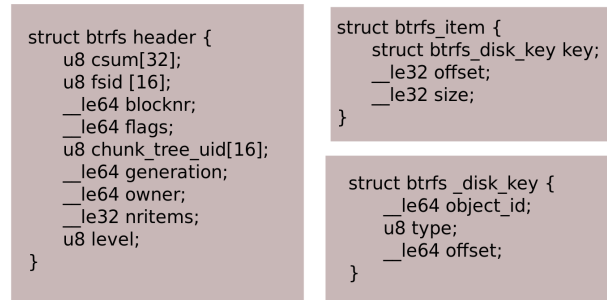 struct btrfs header {
u8 csum[32];
u8 fsid [16];
__le64 blocknr;
__le64 flags;
u8 chunk_tree_uid[16];
__le64 generation;
__le64 owner;
__le32 nritems;
u8 level;
}
struct btrfs_item {
struct btrfs_disk_key key;
__le32 offset;
__le32 size;
}
struct btrfs _disk_key {
__le64 object_id;
u8 type;
__le64 offset;
}